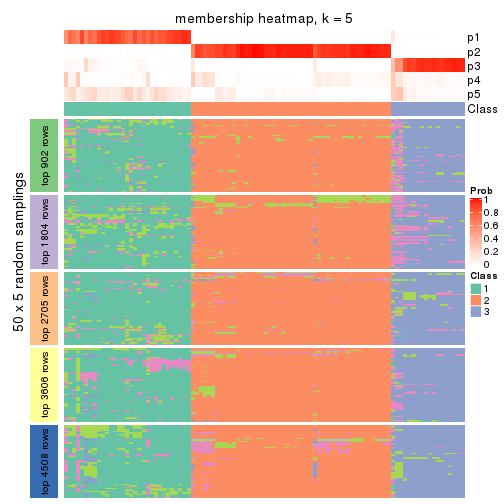 membership heatmap, k = 5
p1
p2
p3
p4
p5
Class
50 x 5 random samplings
top 902 rows
top 1804 rows
top 2705 rows
top 3606 rows
top 4508 rows
Prob
1
0.8
0.6
0.4
0.2
0
Class
1
2
3